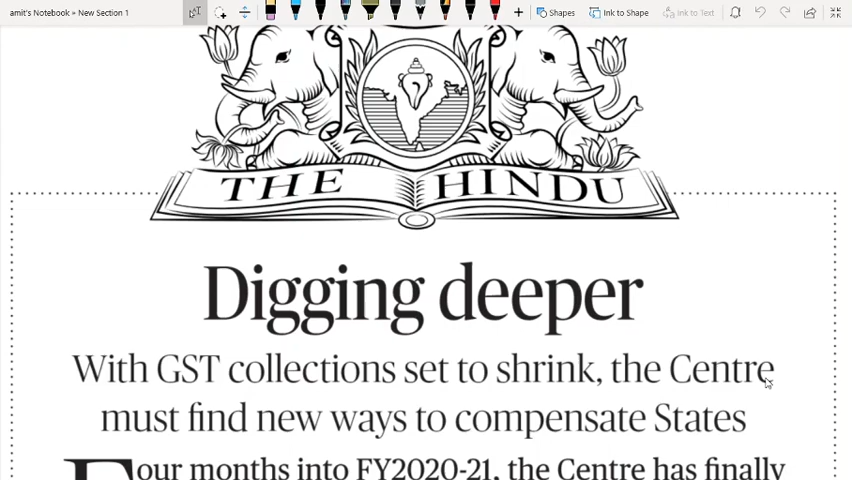 amit's Notebook » New Section 1
Shapes
Ink to Shape
Ink to Text
THE HINDU
Digging deeper
With GST collections set to shrink, the Centre
must find new ways to compensate States
Four months into FY2020-21, the Centre has finally